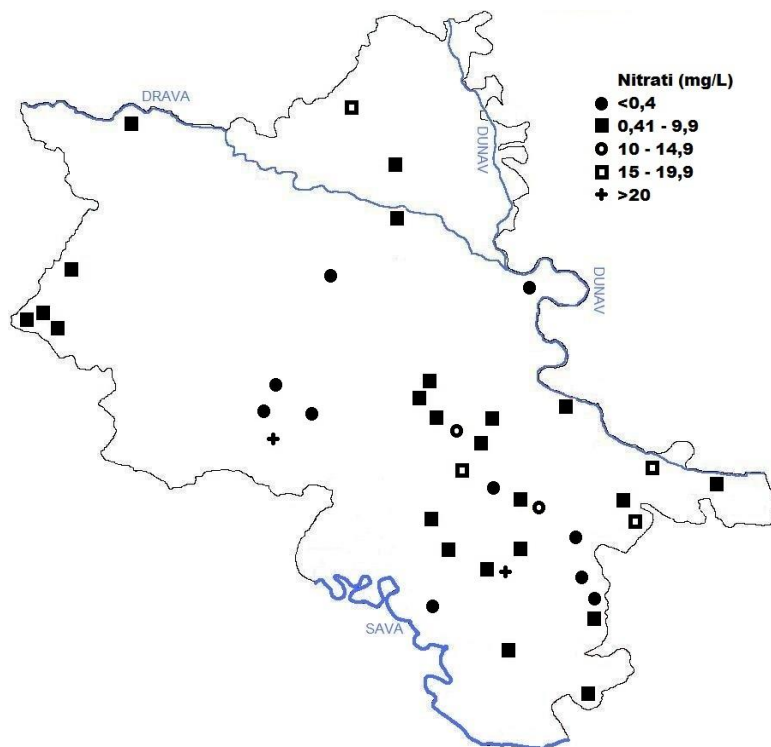 Nitrati (mg/L)
<0,4
0,41 - 9,9
10 - 14,9
15 - 19,9
>20
DRAVA
DUNAV
DUNAV
SAVA